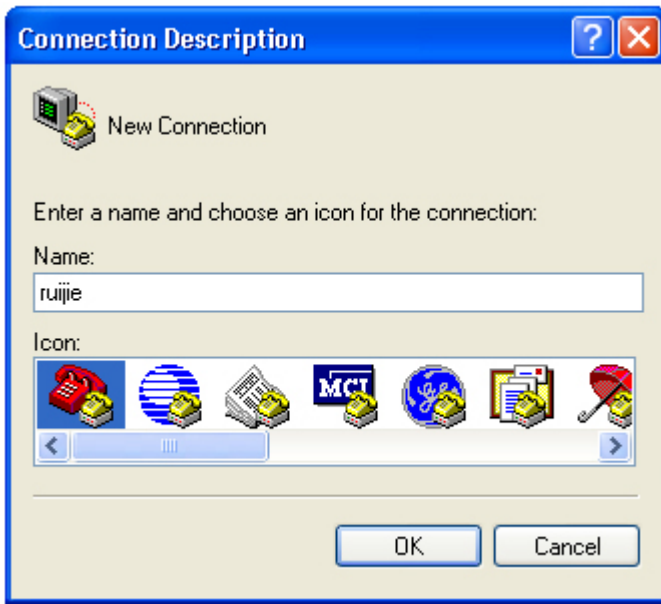 Connection Description
New Connection
Enter a name and choose an icon for the connection:
Name:
ruijie
Icon:
MCI
OK
Cancel